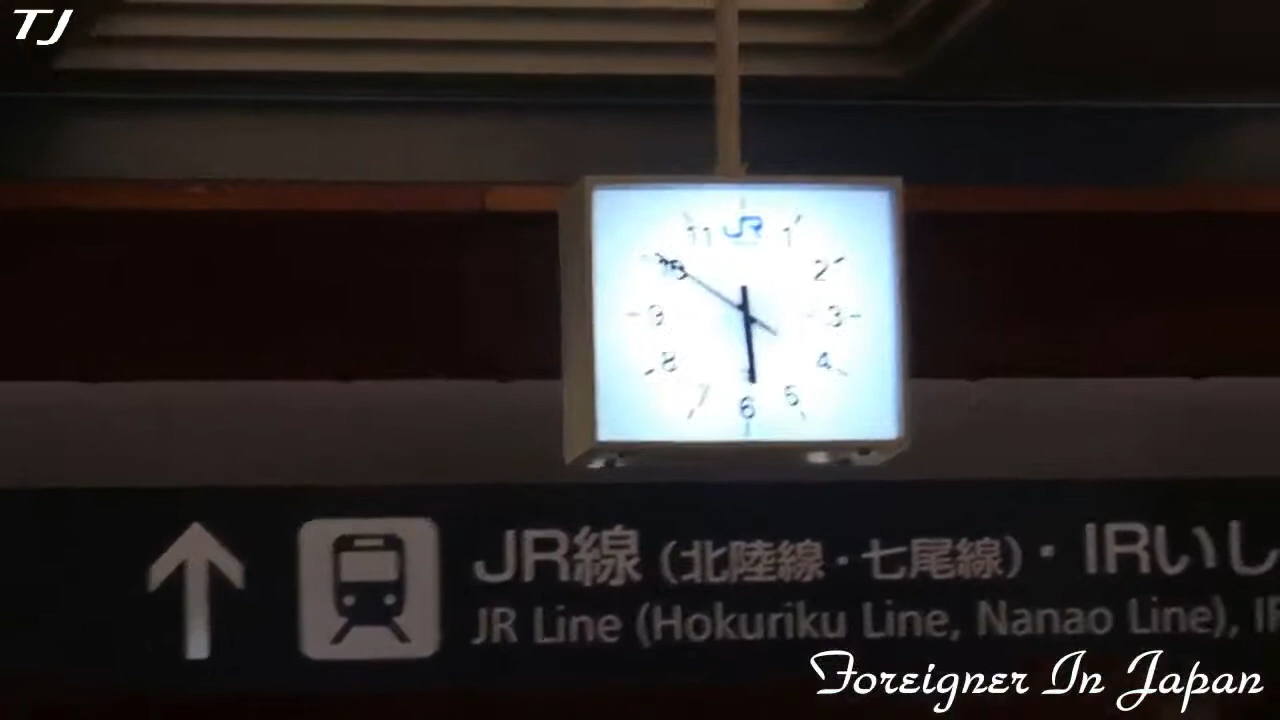 TJ
11 JR 1
10 2
9 3
8 4
7 6 5
JR線（北陸線・七尾線）・IRいし
JR Line (Hokuriku Line, Nanao Line), IR
Foreigner In Japan